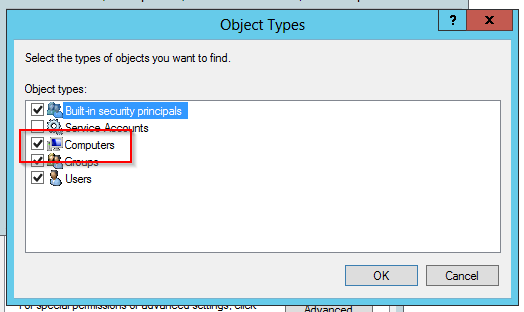 Object Types
?
x
Select the types of objects you want to find.
Object types:
Built-in security principals
Service Accounts
Computers
Groups
Users
OK
Cancel
For special permissions or advanced settings, click
Advanced